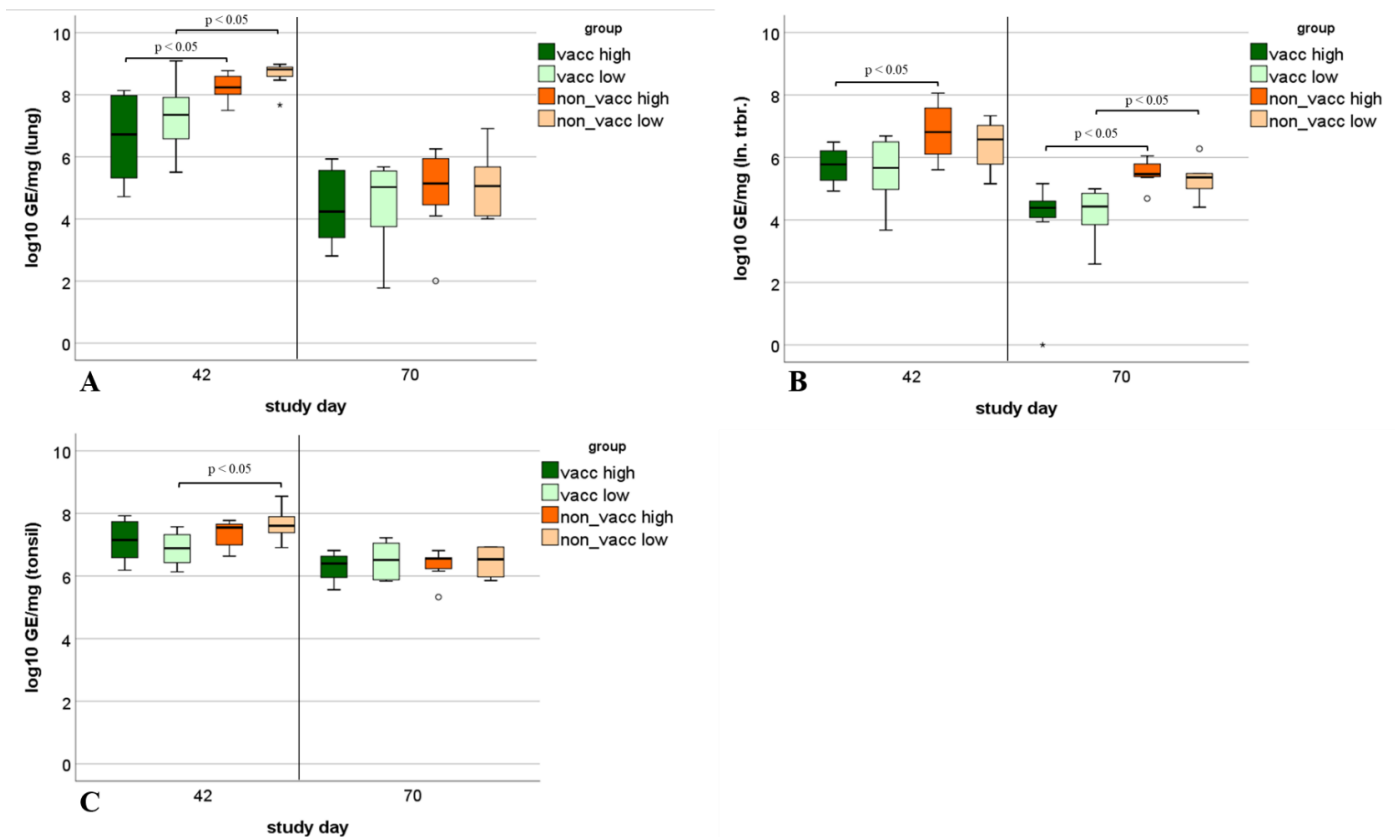 p < 0.05
p < 0.05
10
8
6
4
2
0
log10 GE/mg (lung)
42
70
study day
A
group
vacc high
vacc low
non_vacc high
non_vacc low
p < 0.05
p < 0.05
p < 0.05
10
8
6
4
2
0
log10 GE/mg (ln. trbr.)
42
70
study day
B
group
vacc high
vacc low
non_vacc high
non_vacc low
p < 0.05
10
8
6
4
2
0
log10 GE/mg (tonsil)
42
70
study day
C
group
vacc high
vacc low
non_vacc high
non_vacc low